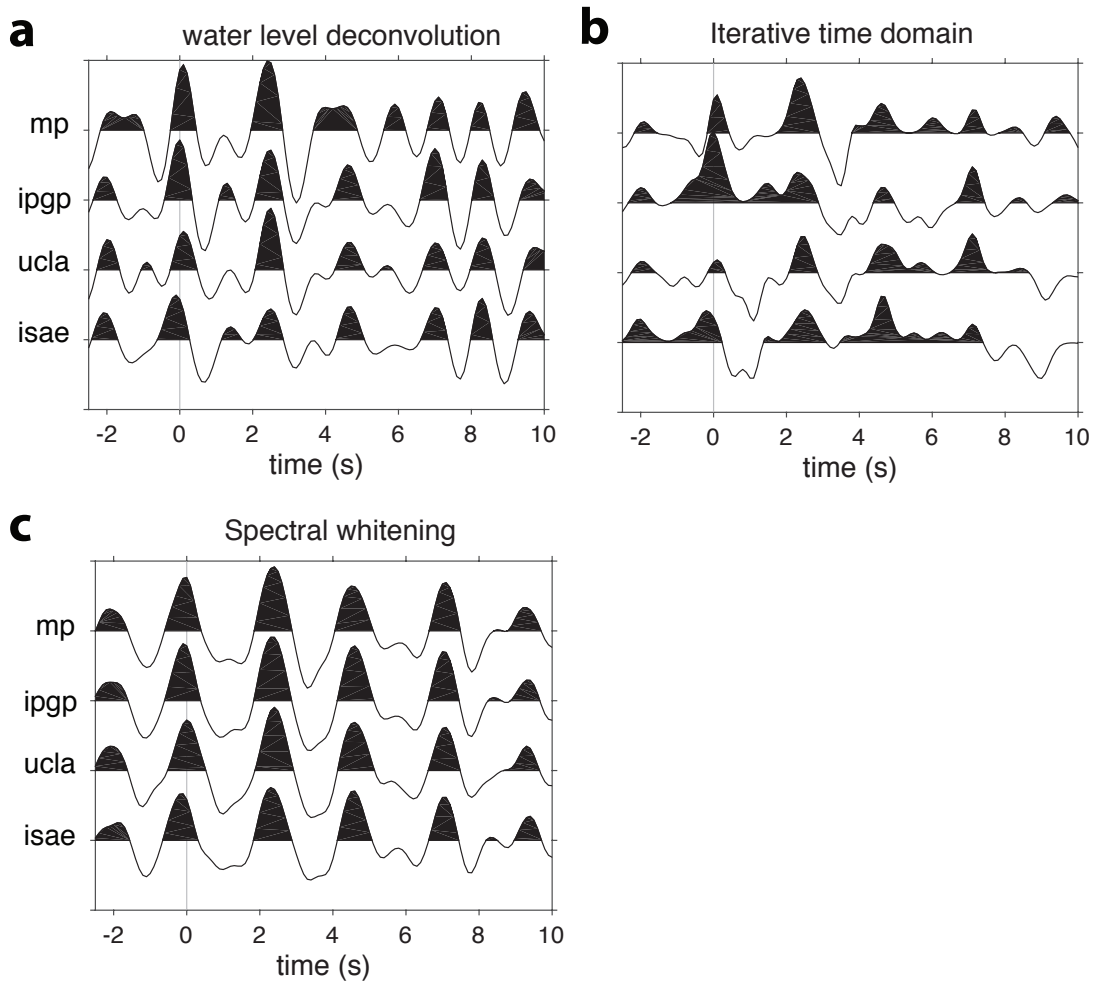 a
water level deconvolution
mp
ipgp
ucla
isae
-2 0 2 4 6 8 10
time (s)
b
Iterative time domain
-2 0 2 4 6 8 10
time (s)
c
Spectral whitening
mp
ipgp
ucla
isae
-2 0 2 4 6 8 10
time (s)